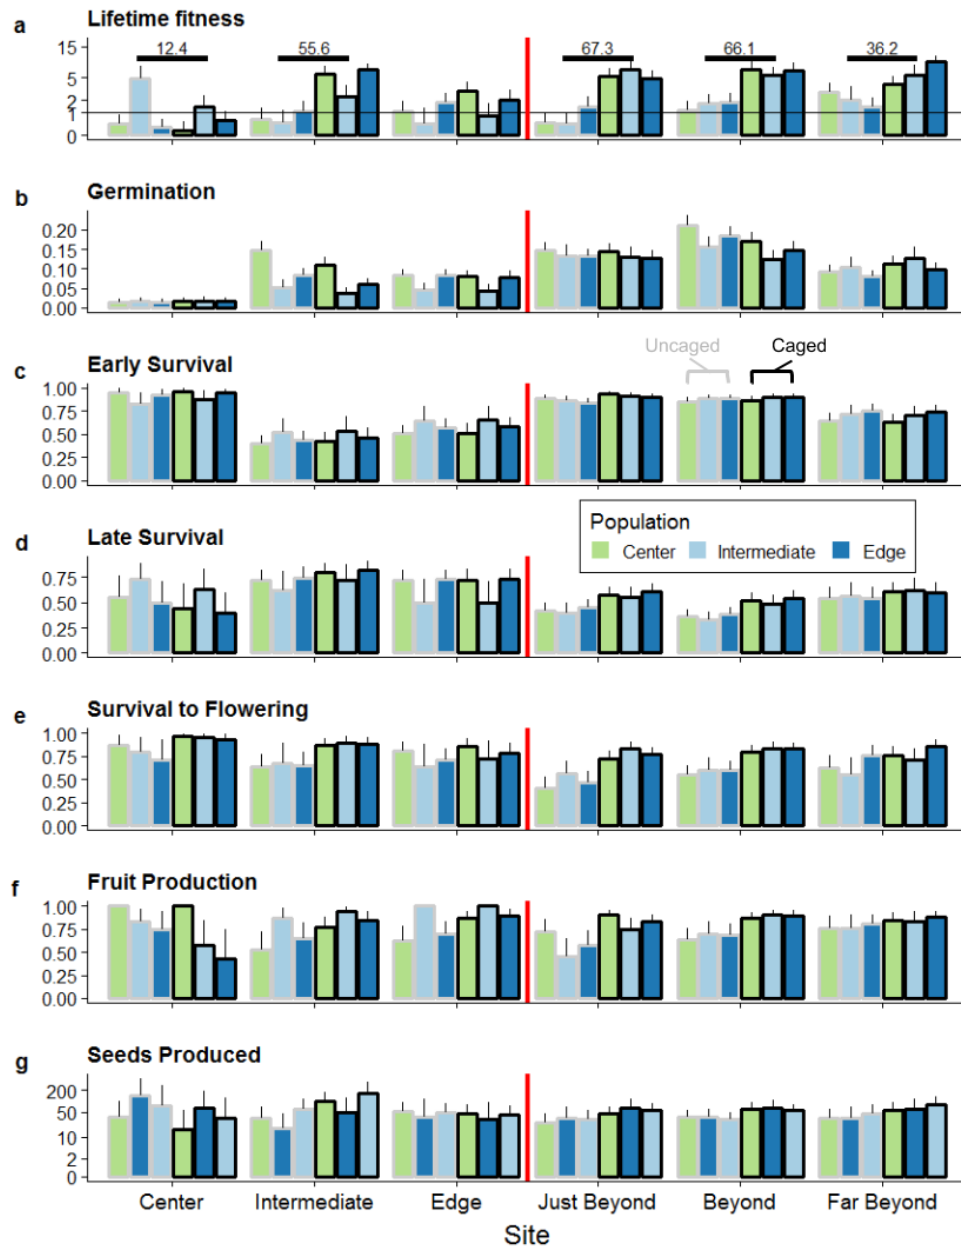 a Lifetime fitness
15
5
2
1
0
12.4 55.6 67.3 66.1 36.2
b Germination
0.20
0.15
0.10
0.05
0.00
c Early Survival
1.00
0.75
0.50
0.25
0.00
Uncaged Caged
d Late Survival
0.75
0.50
0.25
0.00
Population
Center Intermediate Edge
e Survival to Flowering
1.00
0.75
0.50
0.25
0.00
f Fruit Production
1.00
0.75
0.50
0.25
0.00
g Seeds Produced
200
50
10
2
0
Center Intermediate Edge Just Beyond Beyond Far Beyond
Site